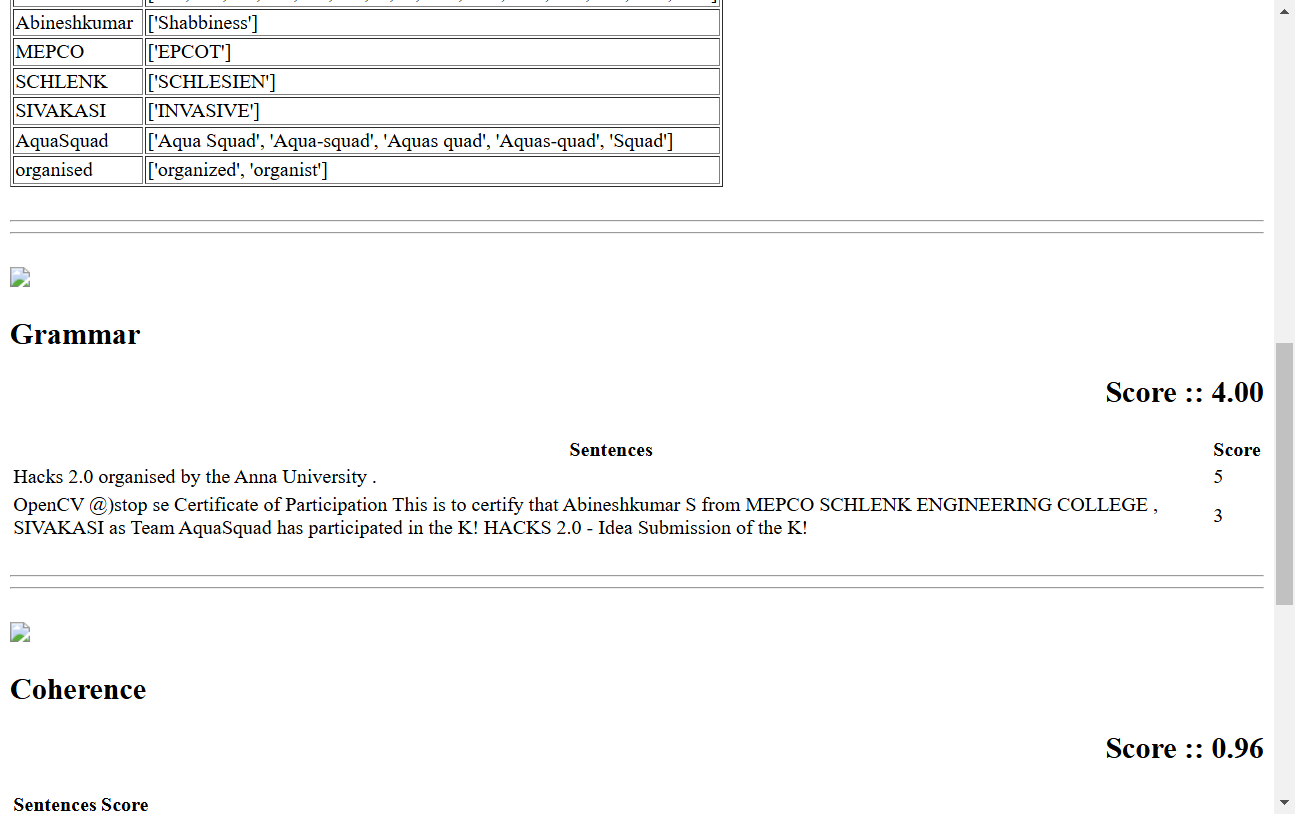 Abineshkumar ['Shabbiness']
MEPCO ['EPCOT']
SCHLENK ['SCHLESIEN']
SIVAKASI ['INVASIVE']
AquaSquad ['Aqua Squad', 'Aqua-squad', 'Aquas quad', 'Aquas-quad', 'Squad']
organised ['organized', 'organist']
Grammar
Score :: 4.00
Sentences Score
Hacks 2.0 organised by the Anna University . 5
OpenCV @)stop se Certificate of Participation This is to certify that Abineshkumar S from MEPCO SCHLENK ENGINEERING COLLEGE ,
SIVAKASI as Team AquaSquad has participated in the K! HACKS 2.0 - Idea Submission of the K! 3
Coherence
Score :: 0.96
Sentences Score